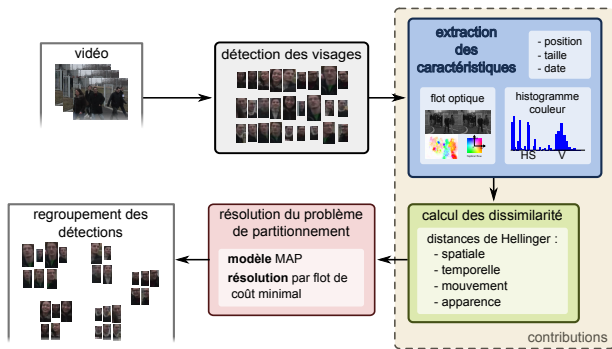 vidéo
détection des visages
extraction
des
caractéristiques
- position
- taille
- date
flot optique
histogramme
couleur
HS
V
regroupement des
détections
résolution du problème
de partitionnement
modèle MAP
résolution par flot de
coût minimal
calcul des dissimilarité
distances de Hellinger :
- spatiale
- temporelle
- mouvement
- apparence
contributions